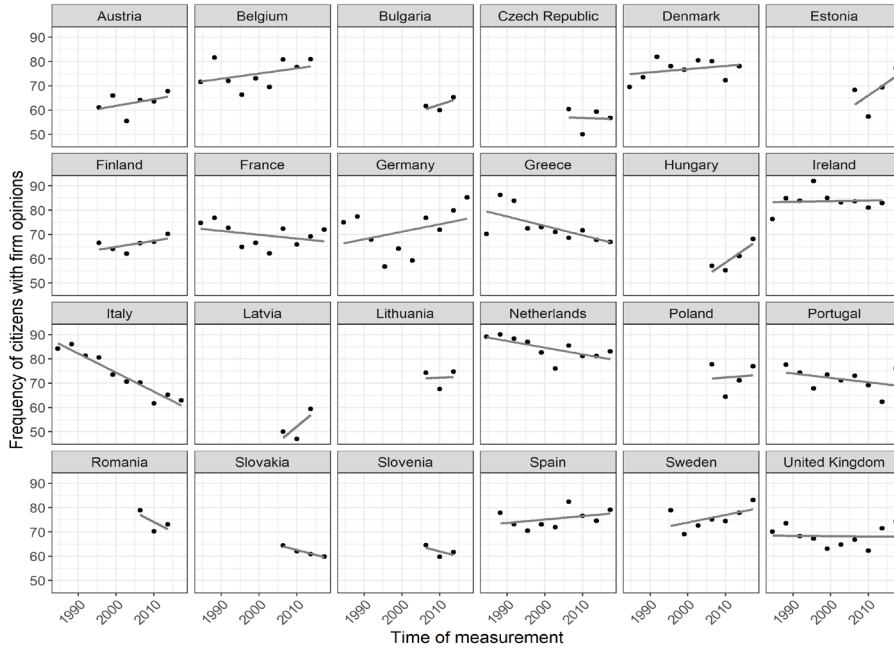 Frequency of citizens with firm opinions
Austria Belgium Bulgaria Czech Republic Denmark Estonia
90
80
70
60
50
Finland France Germany Greece Hungary Ireland
90
80
70
60
50
Italy Latvia Lithuania Netherlands Poland Portugal
90
80
70
60
50
Romania Slovakia Slovenia Spain Sweden United Kingdom
90
80
70
60
50
1990 2000 2010 1990 2000 2010 1990 2000 2010 1990 2000 2010 1990 2000 2010 1990 2000 2010
Time of measurement